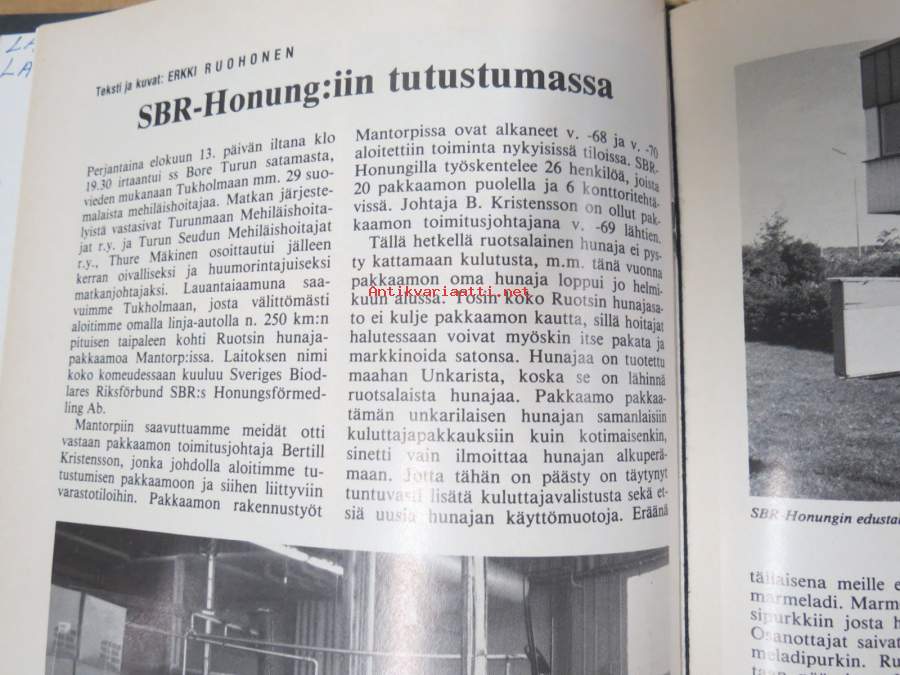 LA
Teksti ja kuvat: ERKKI RUOHONEN
SBR-Honung:iin tutustumassa
Perjantaina elokuun 13. päivän iltana klo
19.30 irtaantui ss Bore Turun satamasta,
vieden mukanaan Tukholmaan mm. 29 suo-
malaista mehiläishoitajaa. Matkan järjeste-
lyistä vastasivat Turunmaan Mehiläishoita-
jat r.y. ja Turun Seudun Mehiläishoitajat
r.y., Thure Mäkinen osoittautui jälleen
kerran oivalliseksi ja huumorintajuiseksi
matkanjohtajaksi. Lauantaiaamuna saa-
vuimme Tukholmaan, josta välittömästi
aloitimme omalla linja-autolla n. 250 km:n
pituisen taipaleen kohti Ruotsin hunaja-
pakkaamoa Mantorp:issa. Laitoksen nimi
koko komeudessaan kuuluu Sveriges Biod-
lares Riksförbund SBR:s Honungsförmed-
ling Ab.
Mantorpiin saavuttuamme meidät otti
vastaan pakkaamon toimitusjohtaja Bertill
Kristensson, jonka johdolla aloitimme tu-
tustumisen pakkaamoon ja siihen liittyviin
varastotiloihin. Pakkaamon rakennustyöt
Mantorpissa ovat alkaneet v. -68 ja v. -70
aloitettiin toiminta nykyisissä tiloissa. SBR-
Honungilla työskentelee 26 henkilöä, joista
20 pakkaamon puolella ja 6 konttoritehtä-
vissä. Johtaja B. Kristensson on ollut pak-
kaamon toimitusjohtajana v. -69 lähtien.
Tällä hetkellä ruotsalainen hunaja ei pys-
ty kattamaan kulutusta, m.m. tänä vuonna
pakkaamon oma hunaja loppui jo helmi-
kuun alussa. Tosin koko Ruotsin hunajasa-
to ei kulje pakkaamon kautta, sillä hoitajat
halutessaan voivat myöskin itse pakata ja
markkinoida satonsa. Hunajaa on tuotettu
maahan Unkarista, koska se on lähinnä
ruotsalaista hunajaa. Pakkaamo pakkaa-
tämän unkarilaisen hunajan samanlaisiin
kuluttajapakkauksiin kuin kotimaisenkin,
sinetti vain ilmoittaa hunajan alkuperä-
maan. Jotta tähän on päästy on täytynyt
tuntuvasti lisätä kuluttajavalistusta sekä et-
siä uusia hunajan käyttömuotoja. Eräänä
Antikvariaatti.net
SBR-Honungin edusta
tällaisena meille e
marmeladi. Marm
sipurkkiin josta h
Osanottajat saivat
meladipurkin. Ru